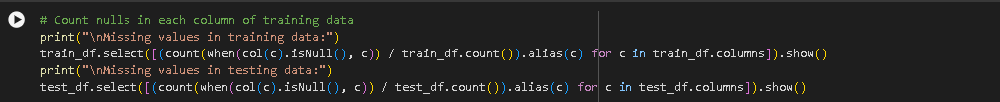 # Count nulls in each column of training data
print("\nMissing values in training data:")
train_df.select([(count(when(col(c).isNull(), c)) / train_df.count()).alias(c) for c in train_df.columns]).show()
print("\nMissing values in testing data:")
test_df.select([(count(when(col(c).isNull(), c)) / test_df.count()).alias(c) for c in test_df.columns]).show()